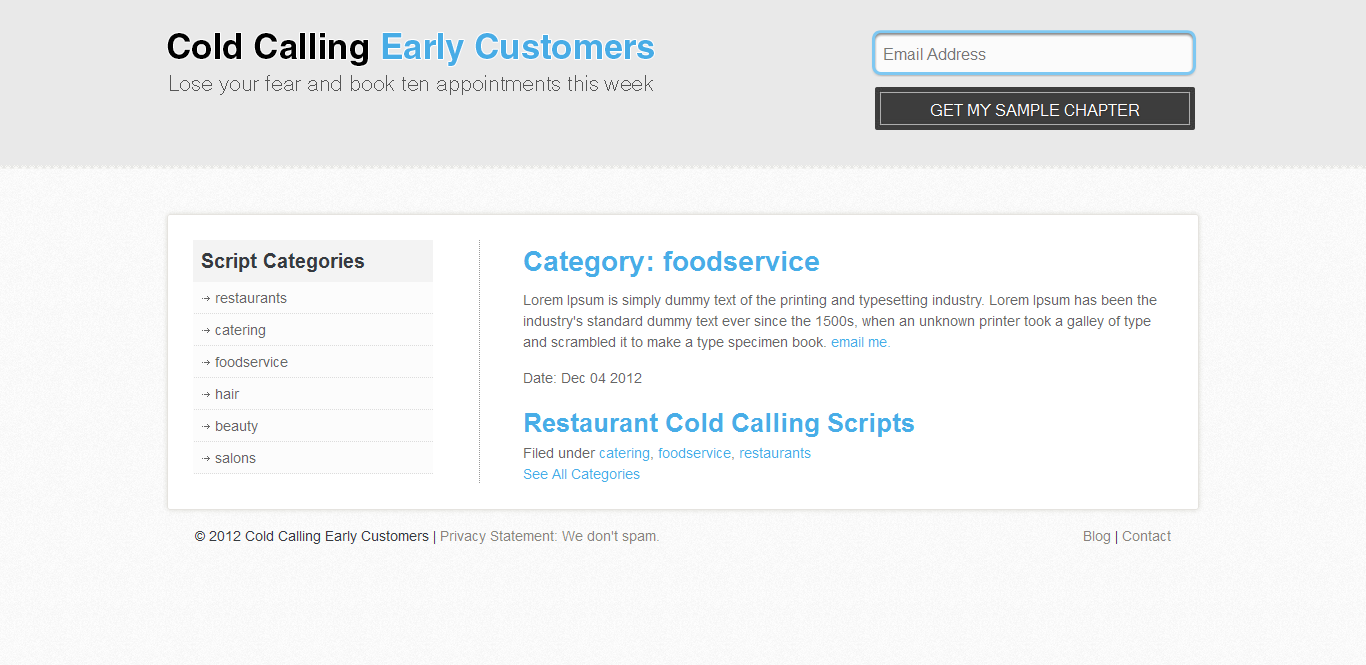 Cold Calling Early Customers
Lose your fear and book ten appointments this week
Email Address
GET MY SAMPLE CHAPTER
Script Categories
restaurants
catering
foodservice
hair
beauty
salons
Category: foodservice
Lorem Ipsum is simply dummy text of the printing and typesetting industry. Lorem Ipsum has been the
industry's standard dummy text ever since the 1500s, when an unknown printer took a galley of type
and scrambled it to make a type specimen book. email me.
Date: Dec 04 2012
Restaurant Cold Calling Scripts
Filed under catering, foodservice, restaurants
See All Categories
© 2012 Cold Calling Early Customers | Privacy Statement: We don't spam.
Blog | Contact